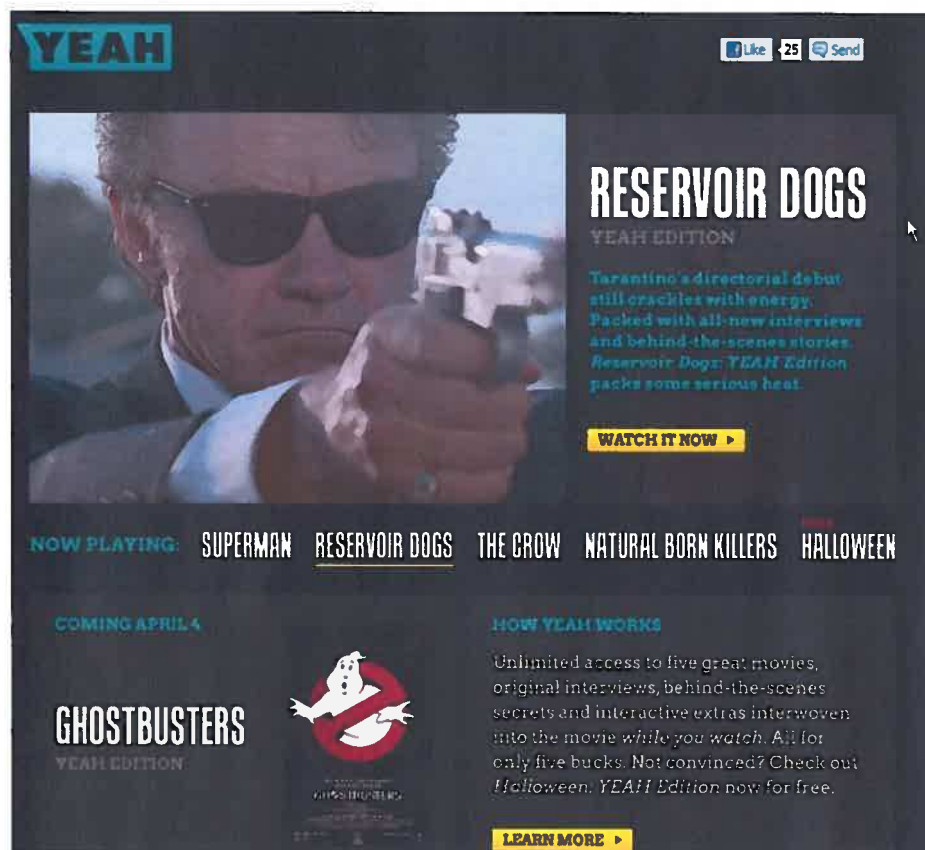 YEAH
Like 25 Send
RESERVOIR DOGS
YEAH EDITION
Tarantino's directorial debut
still crackles with energy.
Packed with all-new interviews
and behind-the-scenes stories.
Reservoir Dogs: YEAH Edition
packs some serious heat.
WATCH IT NOW
NOW PLAYING: SUPERMAN RESERVOIR DOGS THE CROW NATURAL BORN KILLERS HALLOWEEN
COMING APRIL 4
GHOSTBUSTERS
YEAH EDITION
GHOSTBUSTERS
HOW YEAH WORKS
Unlimited access to five great movies,
original interviews, behind-the-scenes
secrets and interactive extras interwoven
into the movie while you watch. All for
only five bucks. Not convinced? Check out
Halloween: YEAH Edition now for free.
LEARN MORE